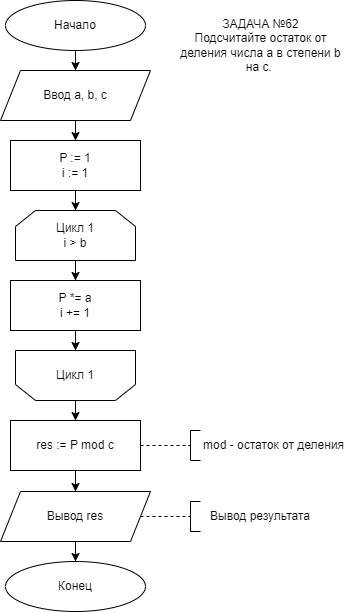 Начало
ЗАДАЧА №62
Подсчитайте остаток от
деления числа a в степени b
на c.
Ввод a, b, c
P := 1
i := 1
Цикл 1
i > b
P *= a
i += 1
Цикл 1
res := P mod c
mod - остаток от деления
Вывод res
Вывод результата
Конец